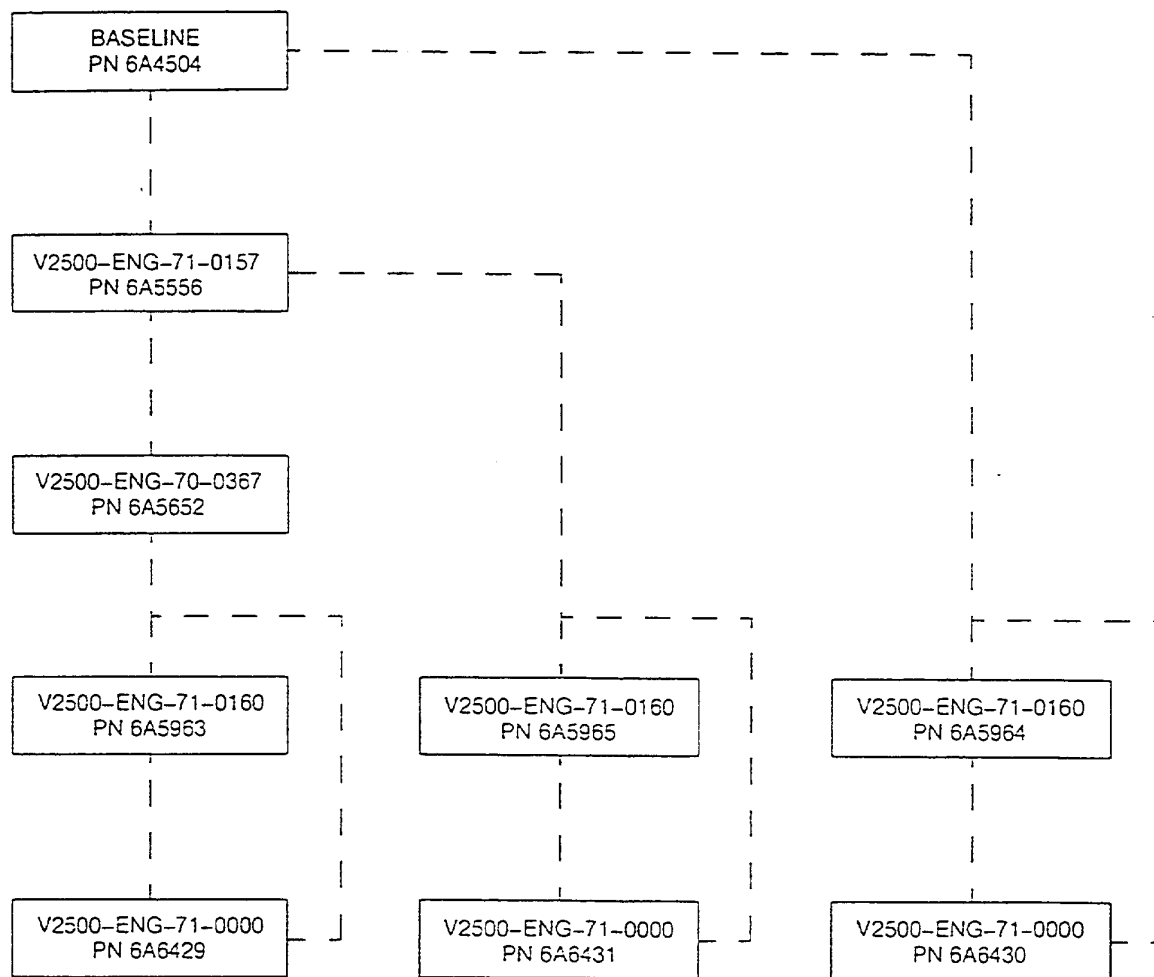 BASELINE
PN 6A4504
V2500-ENG-71-0157
PN 6A5556
V2500-ENG-70-0367
PN 6A5652
V2500-ENG-71-0160
PN 6A5963
V2500-ENG-71-0160
PN 6A5965
V2500-ENG-71-0160
PN 6A5964
V2500-ENG-71-0000
PN 6A6429
V2500-ENG-71-0000
PN 6A6431
V2500-ENG-71-0000
PN 6A6430